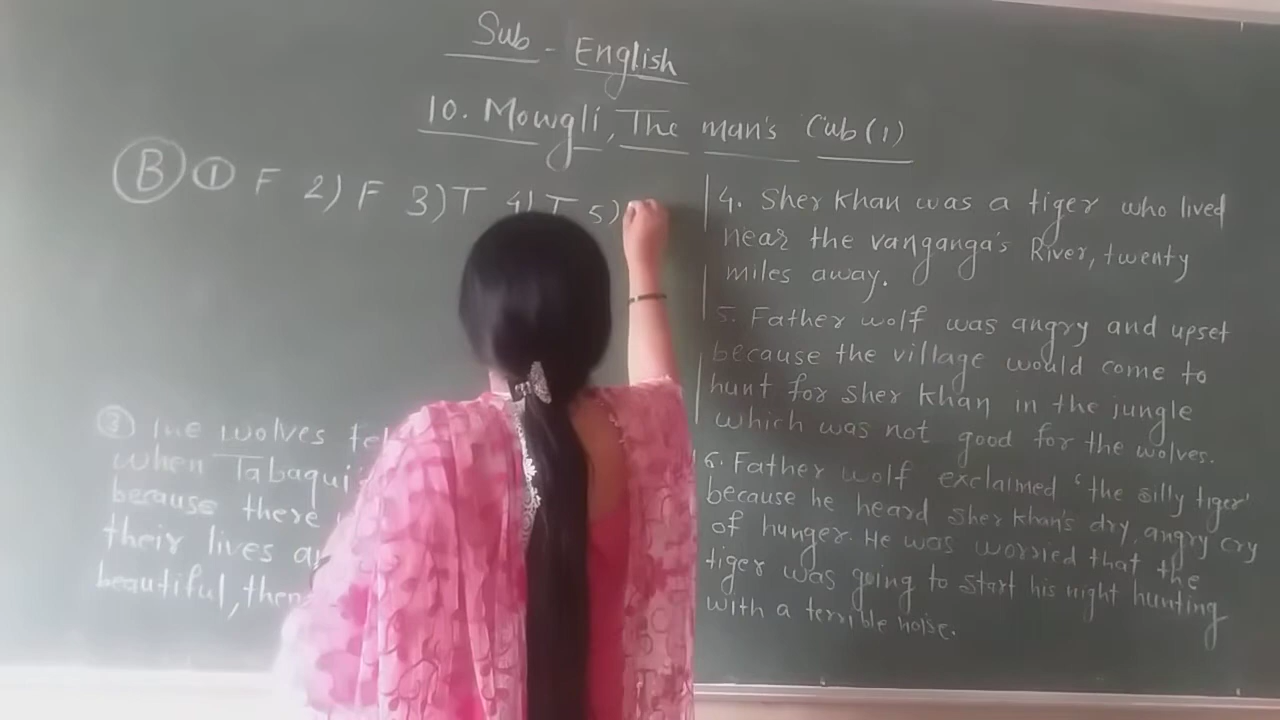 Sub - English
10. Mowgli, The man's Cub (1)
B ① F 2) F 3) T 4) T 5)
③ The wolves
when Tabaqui
because there
their lives
beautiful, then
4. Sher Khan was a tiger who lived
near the vanganga's River, twenty
miles away.
5. Father wolf was angry and upset
because the village would come to
hunt for Sher Khan in the jungle
which was not good for the wolves.
6. Father wolf exclaimed 'the silly tiger'
because he heard Sher Khan's dry, angry cry
of hunger. He was worried that the
tiger was going to start his night hunting
with a terrible noise.